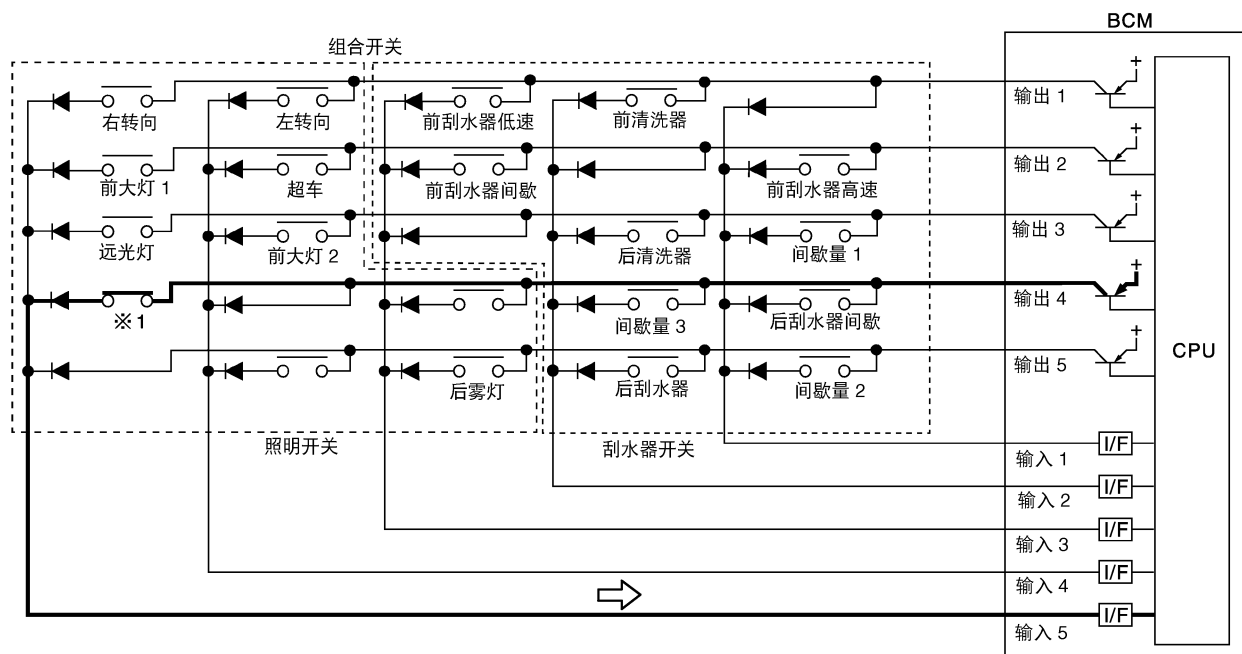 BCM
组合开关
右转向
左转向
前刮水器低速
前清洗器
输出 1
前大灯 1
超车
前刮水器间歇
前刮水器高速
输出 2
远光灯
前大灯 2
后清洗器
间歇量 1
输出 3
※ 1
间歇量 3
后刮水器间歇
输出 4
CPU
后雾灯
后刮水器
间歇量 2
输出 5
照明开关
刮水器开关
输入 1
I/F
输入 2
I/F
输入 3
I/F
输入 4
I/F
输入 5
I/F